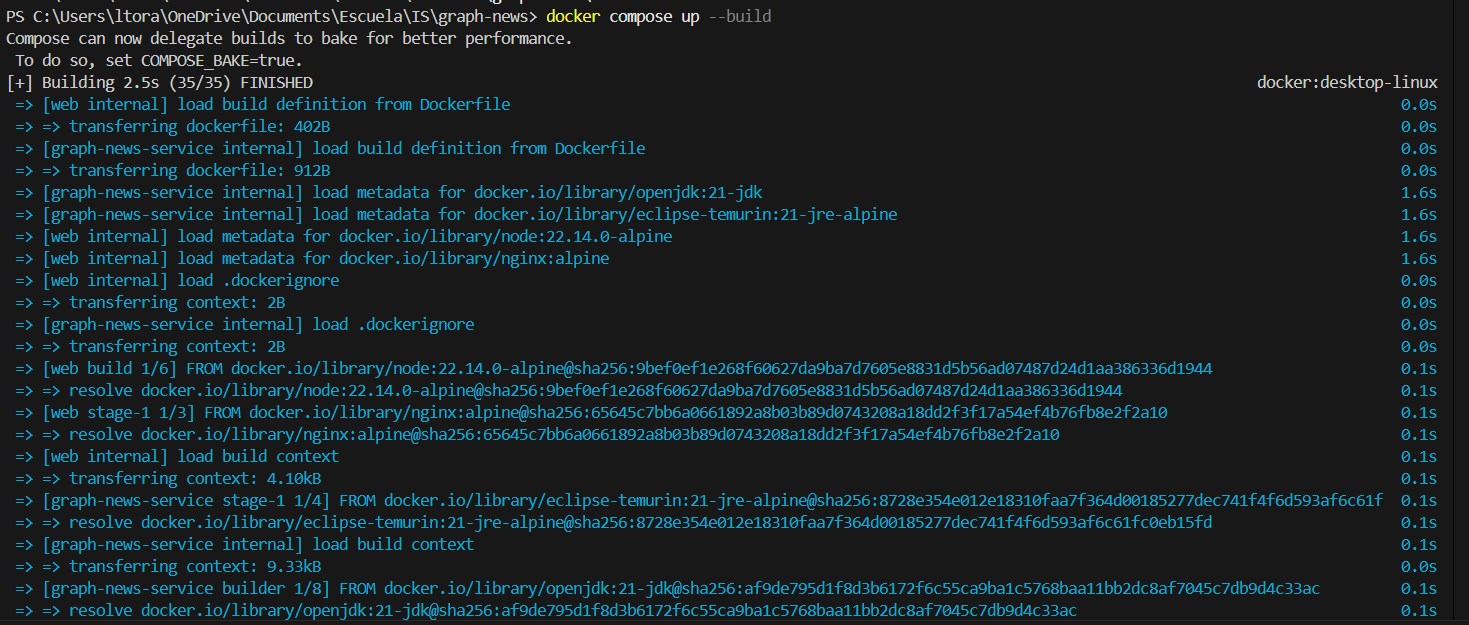 PS C:\Users\ltora\OneDrive\Documents\Escuela\IS\graph-news> docker compose up --build
Compose can now delegate builds to bake for better performance.
 To do so, set COMPOSE_BAKE=true.
[+] Building 2.5s (35/35) FINISHED docker:desktop-linux
 => [web internal] load build definition from Dockerfile 0.0s
 => => transferring dockerfile: 402B 0.0s
 => [graph-news-service internal] load build definition from Dockerfile 0.0s
 => => transferring dockerfile: 912B 0.0s
 => [graph-news-service internal] load metadata for docker.io/library/openjdk:21-jdk 1.6s
 => [graph-news-service internal] load metadata for docker.io/library/eclipse-temurin:21-jre-alpine 1.6s
 => [web internal] load metadata for docker.io/library/node:22.14.0-alpine 1.6s
 => [web internal] load metadata for docker.io/library/nginx:alpine 1.6s
 => [web internal] load .dockerignore 0.0s
 => => transferring context: 2B 0.0s
 => [graph-news-service internal] load .dockerignore 0.0s
 => => transferring context: 2B 0.0s
 => [web build 1/6] FROM docker.io/library/node:22.14.0-alpine@sha256:9bef0ef1e268f60627da9ba7d7605e8831d5b56ad07487d24d1aa386336d1944 0.1s
 => => resolve docker.io/library/node:22.14.0-alpine@sha256:9bef0ef1e268f60627da9ba7d7605e8831d5b56ad07487d24d1aa386336d1944 0.1s
 => [web stage-1 1/3] FROM docker.io/library/nginx:alpine@sha256:65645c7bb6a0661892a8b03b89d0743208a18dd2f3f17a54ef4b76fb8e2f2a10 0.1s
 => => resolve docker.io/library/nginx:alpine@sha256:65645c7bb6a0661892a8b03b89d0743208a18dd2f3f17a54ef4b76fb8e2f2a10 0.1s
 => [web internal] load build context 0.1s
 => => transferring context: 4.10kB 0.1s
 => [graph-news-service stage-1 1/4] FROM docker.io/library/eclipse-temurin:21-jre-alpine@sha256:8728e354e012e18310faa7f364d00185277dec741f4f6d593af6c61f 0.1s
 => => resolve docker.io/library/eclipse-temurin:21-jre-alpine@sha256:8728e354e012e18310faa7f364d00185277dec741f4f6d593af6c61fc0eb15fd 0.1s
 => [graph-news-service internal] load build context 0.1s
 => => transferring context: 9.33kB 0.0s
 => [graph-news-service builder 1/8] FROM docker.io/library/openjdk:21-jdk@sha256:af9de795d1f8d3b6172f6c55ca9ba1c5768baa11bb2dc8af7045c7db9d4c33ac 0.1s
 => => resolve docker.io/library/openjdk:21-jdk@sha256:af9de795d1f8d3b6172f6c55ca9ba1c5768baa11bb2dc8af7045c7db9d4c33ac 0.1s